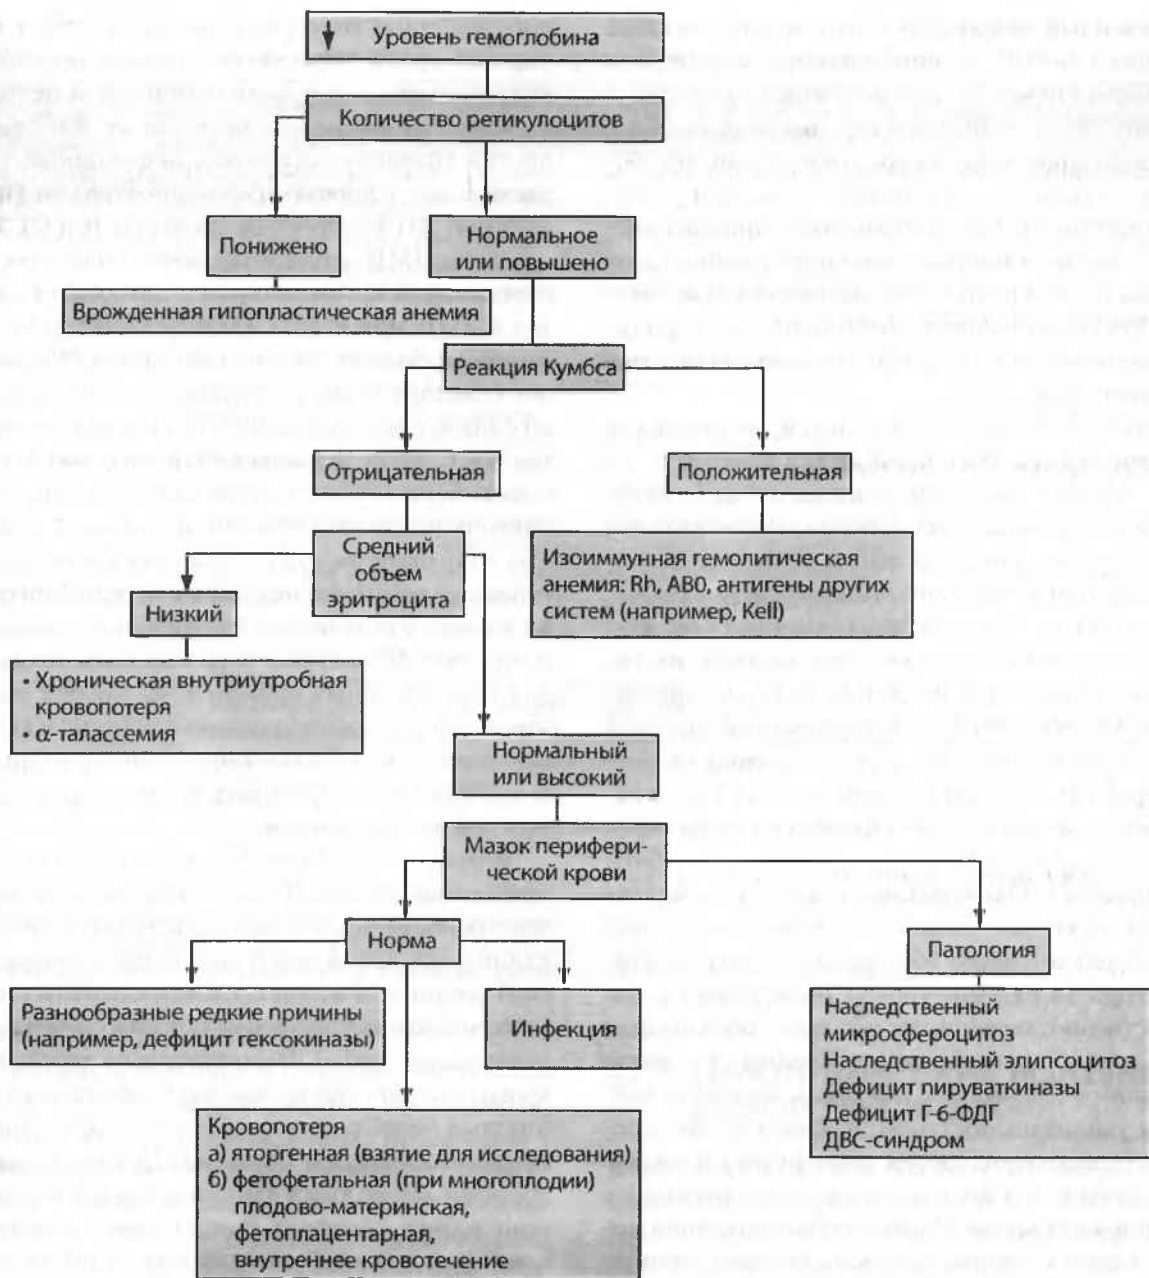 Уровень гемоглобина
Количество ретикулоцитов
Понижено
Нормальное
или повышено
Врожденная гипопластическая анемия
Реакция Кумбса
Отрицательная
Положительная
Средний
объем
эритроцита
Изоиммунная гемолитическая
анемия: Rh, AB0, антигены других
систем (например, Kell)
Низкий
• Хроническая внутриутробная
кровопотеря
• α-талассемия
Нормальный
или высокий
Мазок перифери-
ческой крови
Норма
Патология
Разнообразные редкие причины
(например, дефицит гексокиназы)
Инфекция
Наследственный
микросфероцитоз
Наследственный элипсоцитоз
Дефицит пируваткиназы
Дефицит Г-6-ФДГ
ДВС-синдром
Кровопотеря
а) яторгенная (взятие для исследования)
б) фетофетальная (при многоплодии)
плодово-материнская,
фетоплацентарная,
внутреннее кровотечение